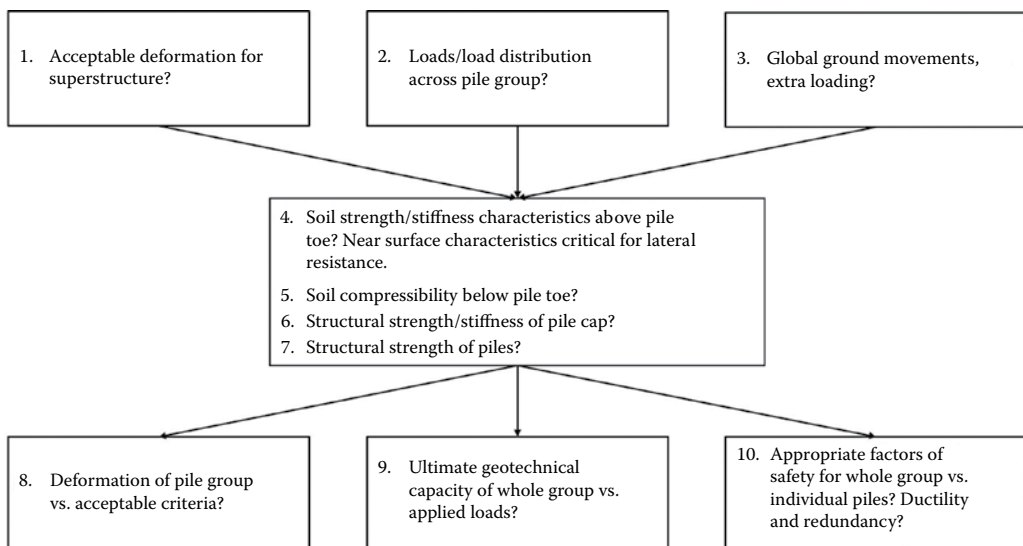 1. Acceptable deformation for
superstructure?
2. Loads/load distribution
across pile group?
3. Global ground movements,
extra loading?
4. Soil strength/stiffness characteristics above pile
toe? Near surface characteristics critical for lateral
resistance.
5. Soil compressibility below pile toe?
6. Structural strength/stiffness of pile cap?
7. Structural strength of piles?
8. Deformation of pile group
vs. acceptable criteria?
9. Ultimate geotechnical
capacity of whole group vs.
applied loads?
10. Appropriate factors of
safety for whole group vs.
individual piles? Ductility
and redundancy?